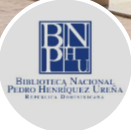 BN
PHU
BIBLIOTECA NACIONAL
PEDRO HENRÍQUEZ UREÑA
REPÚBLICA DOMINICANA